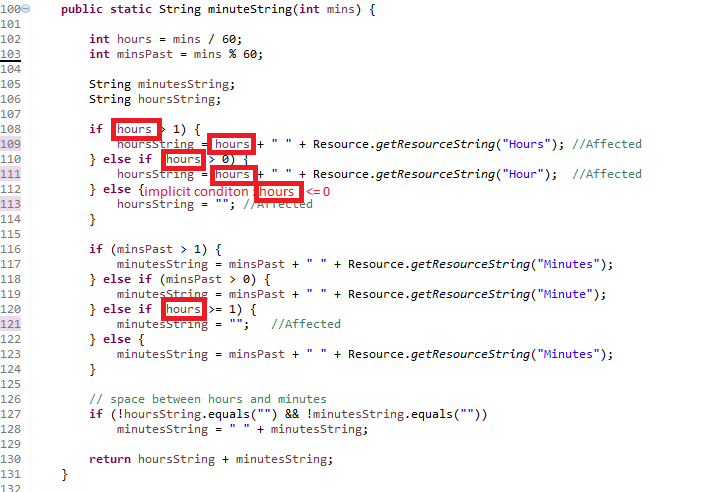 100 public static String minuteString(int mins) {
101
102 int hours = mins / 60;
103 int minsPast = mins % 60;
104
105 String minutesString;
106 String hoursString;
107
108 if (hours > 1) {
109 hoursString = hours + " " + Resource.getResourceString("Hours"); //Affected
110 } else if (hours > 0) {
111 hoursString = hours + " " + Resource.getResourceString("Hour"); //Affected
112 } else {implicit conditon : hours <= 0
113 hoursString = ""; //Affected
114 }
115
116 if (minsPast > 1) {
117 minutesString = minsPast + " " + Resource.getResourceString("Minutes");
118 } else if (minsPast > 0) {
119 minutesString = minsPast + " " + Resource.getResourceString("Minute");
120 } else if (hours >= 1) {
121 minutesString = ""; //Affected
122 } else {
123 minutesString = minsPast + " " + Resource.getResourceString("Minutes");
124 }
125
126 // space between hours and minutes
127 if (!hoursString.equals("") && !minutesString.equals(""))
128 minutesString = " " + minutesString;
129
130 return hoursString + minutesString;
131 }
132